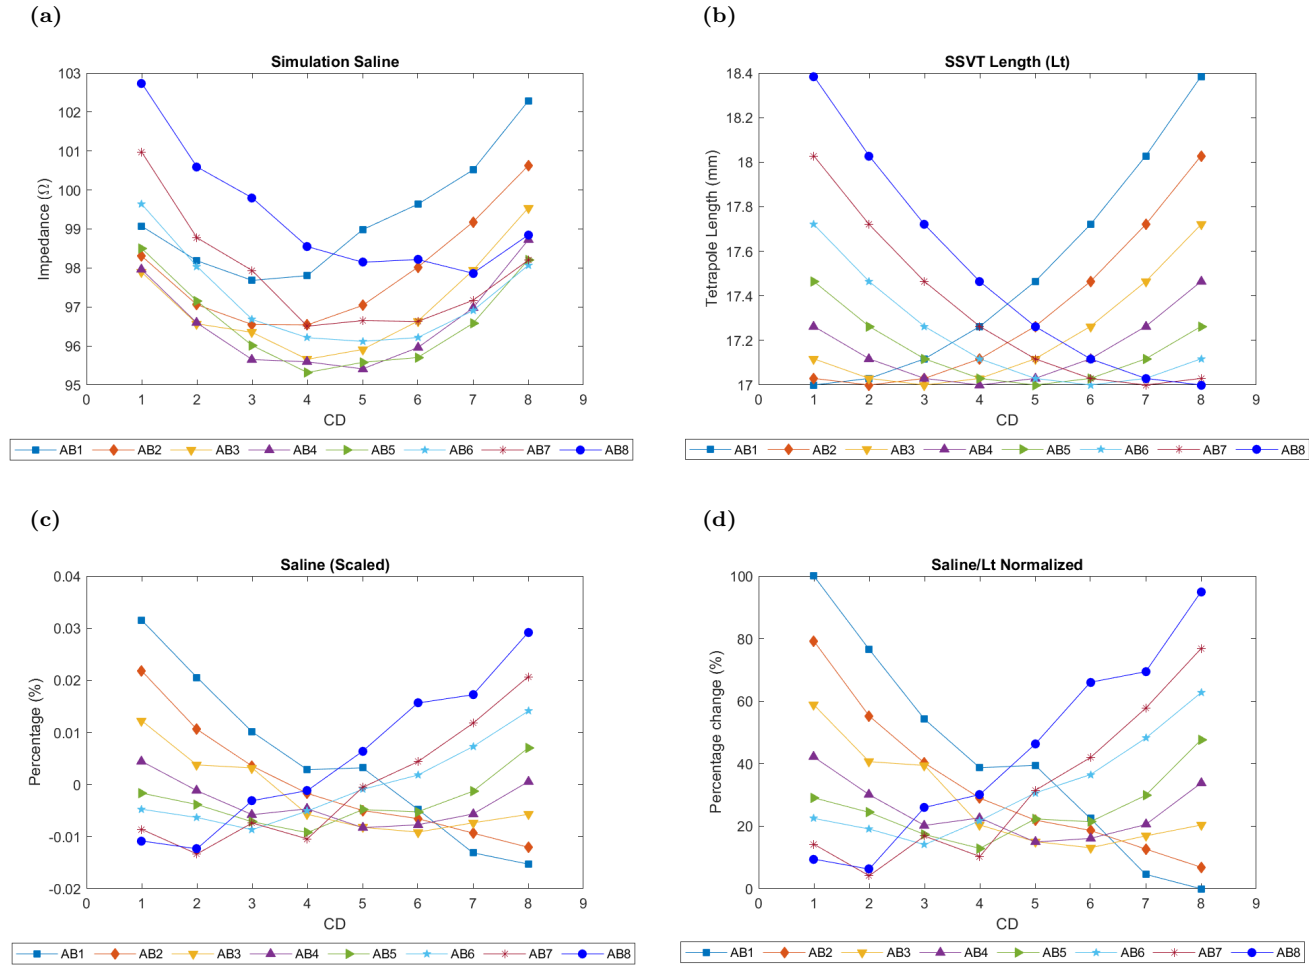 (a)
Simulation Saline
103
102
101
100
99
98
97
96
95
Impedance (Ω)
0 1 2 3 4 5 6 7 8 9
CD
AB1 AB2 AB3 AB4 AB5 AB6 AB7 AB8
(b)
SSVT Length (Lt)
18.4
18.2
18
17.8
17.6
17.4
17.2
17
Tetrapole Length (mm)
0 1 2 3 4 5 6 7 8 9
CD
AB1 AB2 AB3 AB4 AB5 AB6 AB7 AB8
(c)
Saline (Scaled)
0.04
0.03
0.02
0.01
0
-0.01
-0.02
Percentage (%)
0 1 2 3 4 5 6 7 8 9
CD
AB1 AB2 AB3 AB4 AB5 AB6 AB7 AB8
(d)
Saline/Lt Normalized
100
80
60
40
20
0
Percentage change (%)
0 1 2 3 4 5 6 7 8 9
CD
AB1 AB2 AB3 AB4 AB5 AB6 AB7 AB8